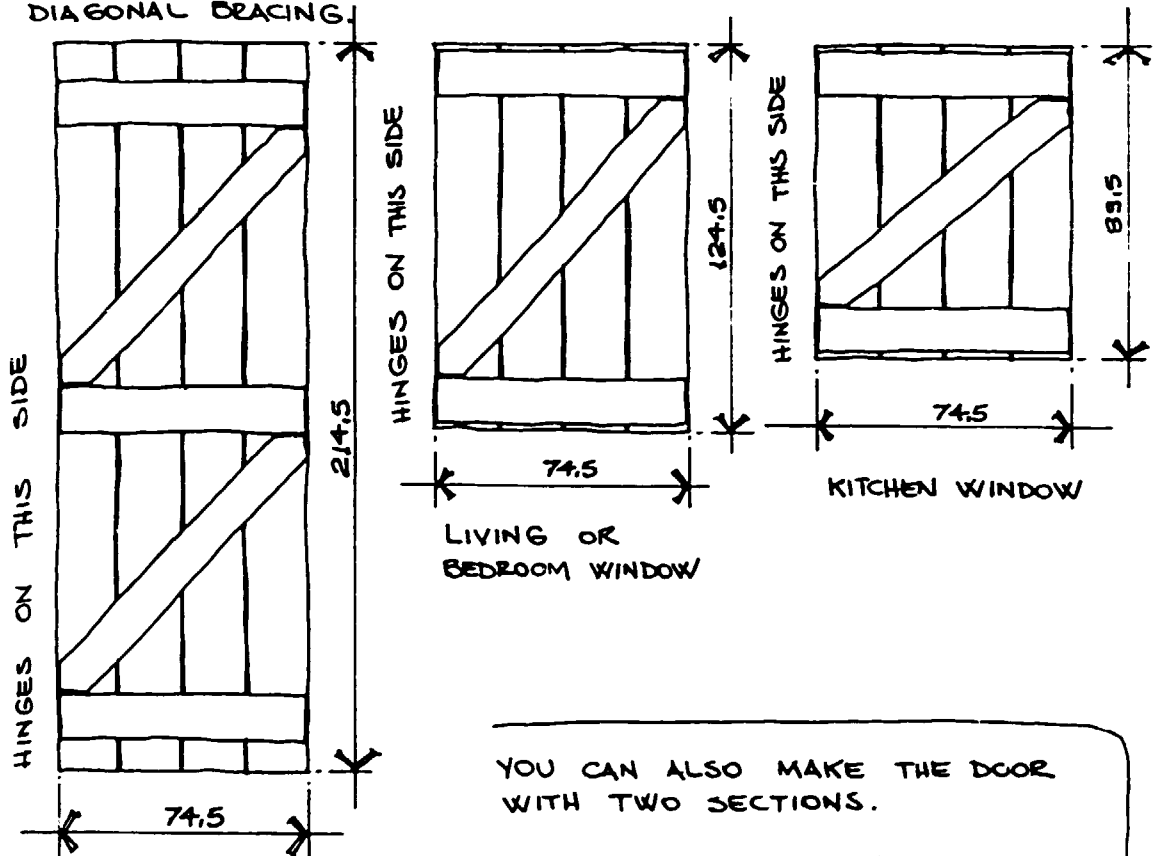 DIAGONAL BRACING.
HINGES ON THIS SIDE
214.5
74.5
HINGES ON THIS SIDE
124.5
74.5
LIVING OR
BEDROOM WINDOW
HINGES ON THIS SIDE
89.5
74.5
KITCHEN WINDOW
YOU CAN ALSO MAKE THE DOOR
WITH TWO SECTIONS.